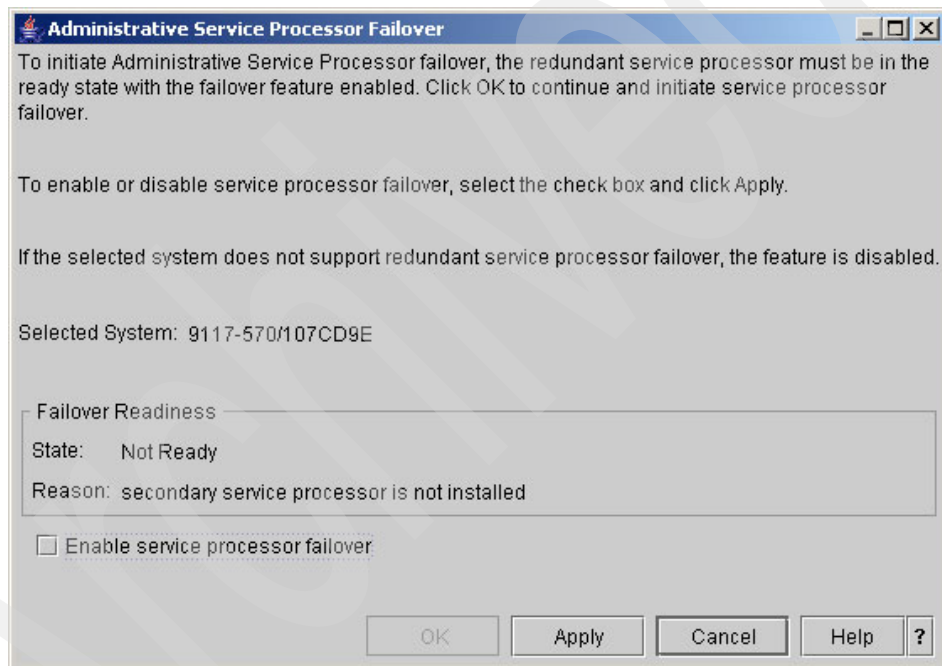 Administrative Service Processor Failover
To initiate Administrative Service Processor failover, the redundant service processor must be in the
ready state with the failover feature enabled. Click OK to continue and initiate service processor
failover.
To enable or disable service processor failover, select the check box and click Apply.
If the selected system does not support redundant service processor failover, the feature is disabled.
Selected System: 9117-570/107CD9E
Failover Readiness
State: Not Ready
Reason: secondary service processor is not installed
Enable service processor failover
OK Apply Cancel Help ?